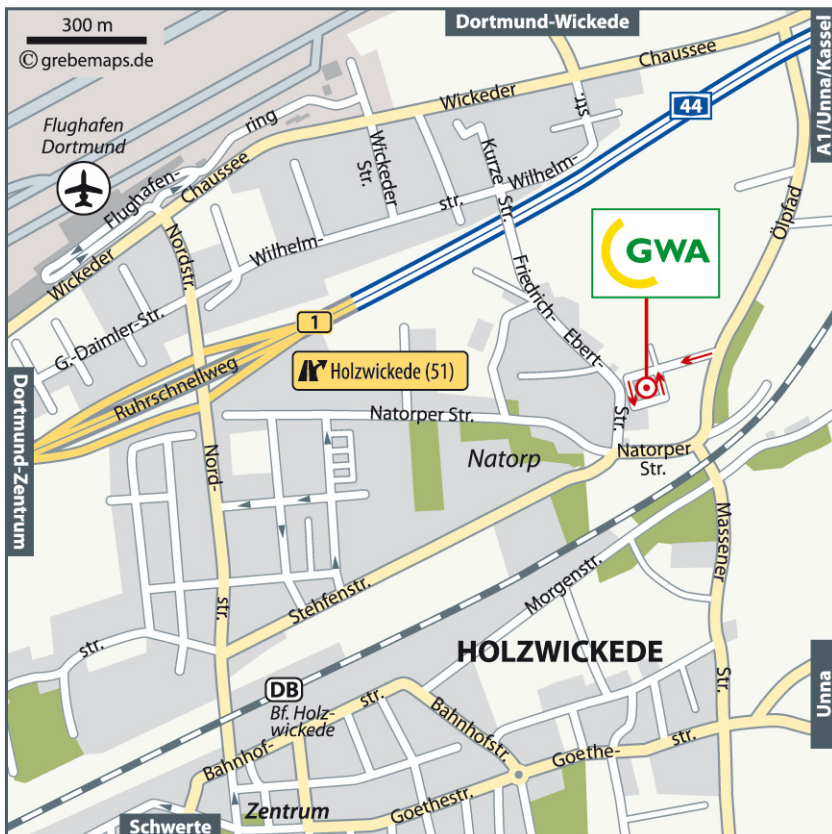 300 m
© grebemaps.de
Dortmund-Wickede
A1/Unna/Kassel
Chaussee
Wickeder
44
Str.
Flughafen
Dortmund
ring
Flughafen-
Chaussee
Wickeder
Wickeder
Str.
Kurze Str.
Wilhelm-
str.
Wilhelm-
Nordstr.
Ölpfad
GWA
Friedrich-
Ebert-
Str.
G.-Daimler-Str.
1
Holzwickede (51)
Ruhrschnellweg
Dortmund-Zentrum
Natorper Str.
Natorp
Natorper
Str.
Nord-
str.
Massener
Str.
Stehfenstr.
Morgenstr.
str.
HOLZWICKEDE
Unna
DB
Bf. Holz-
wickede
str.
Bahnhof-
Bahnhofstr.
Goethe-
str.
Goethestr.
Zentrum
Schwerte